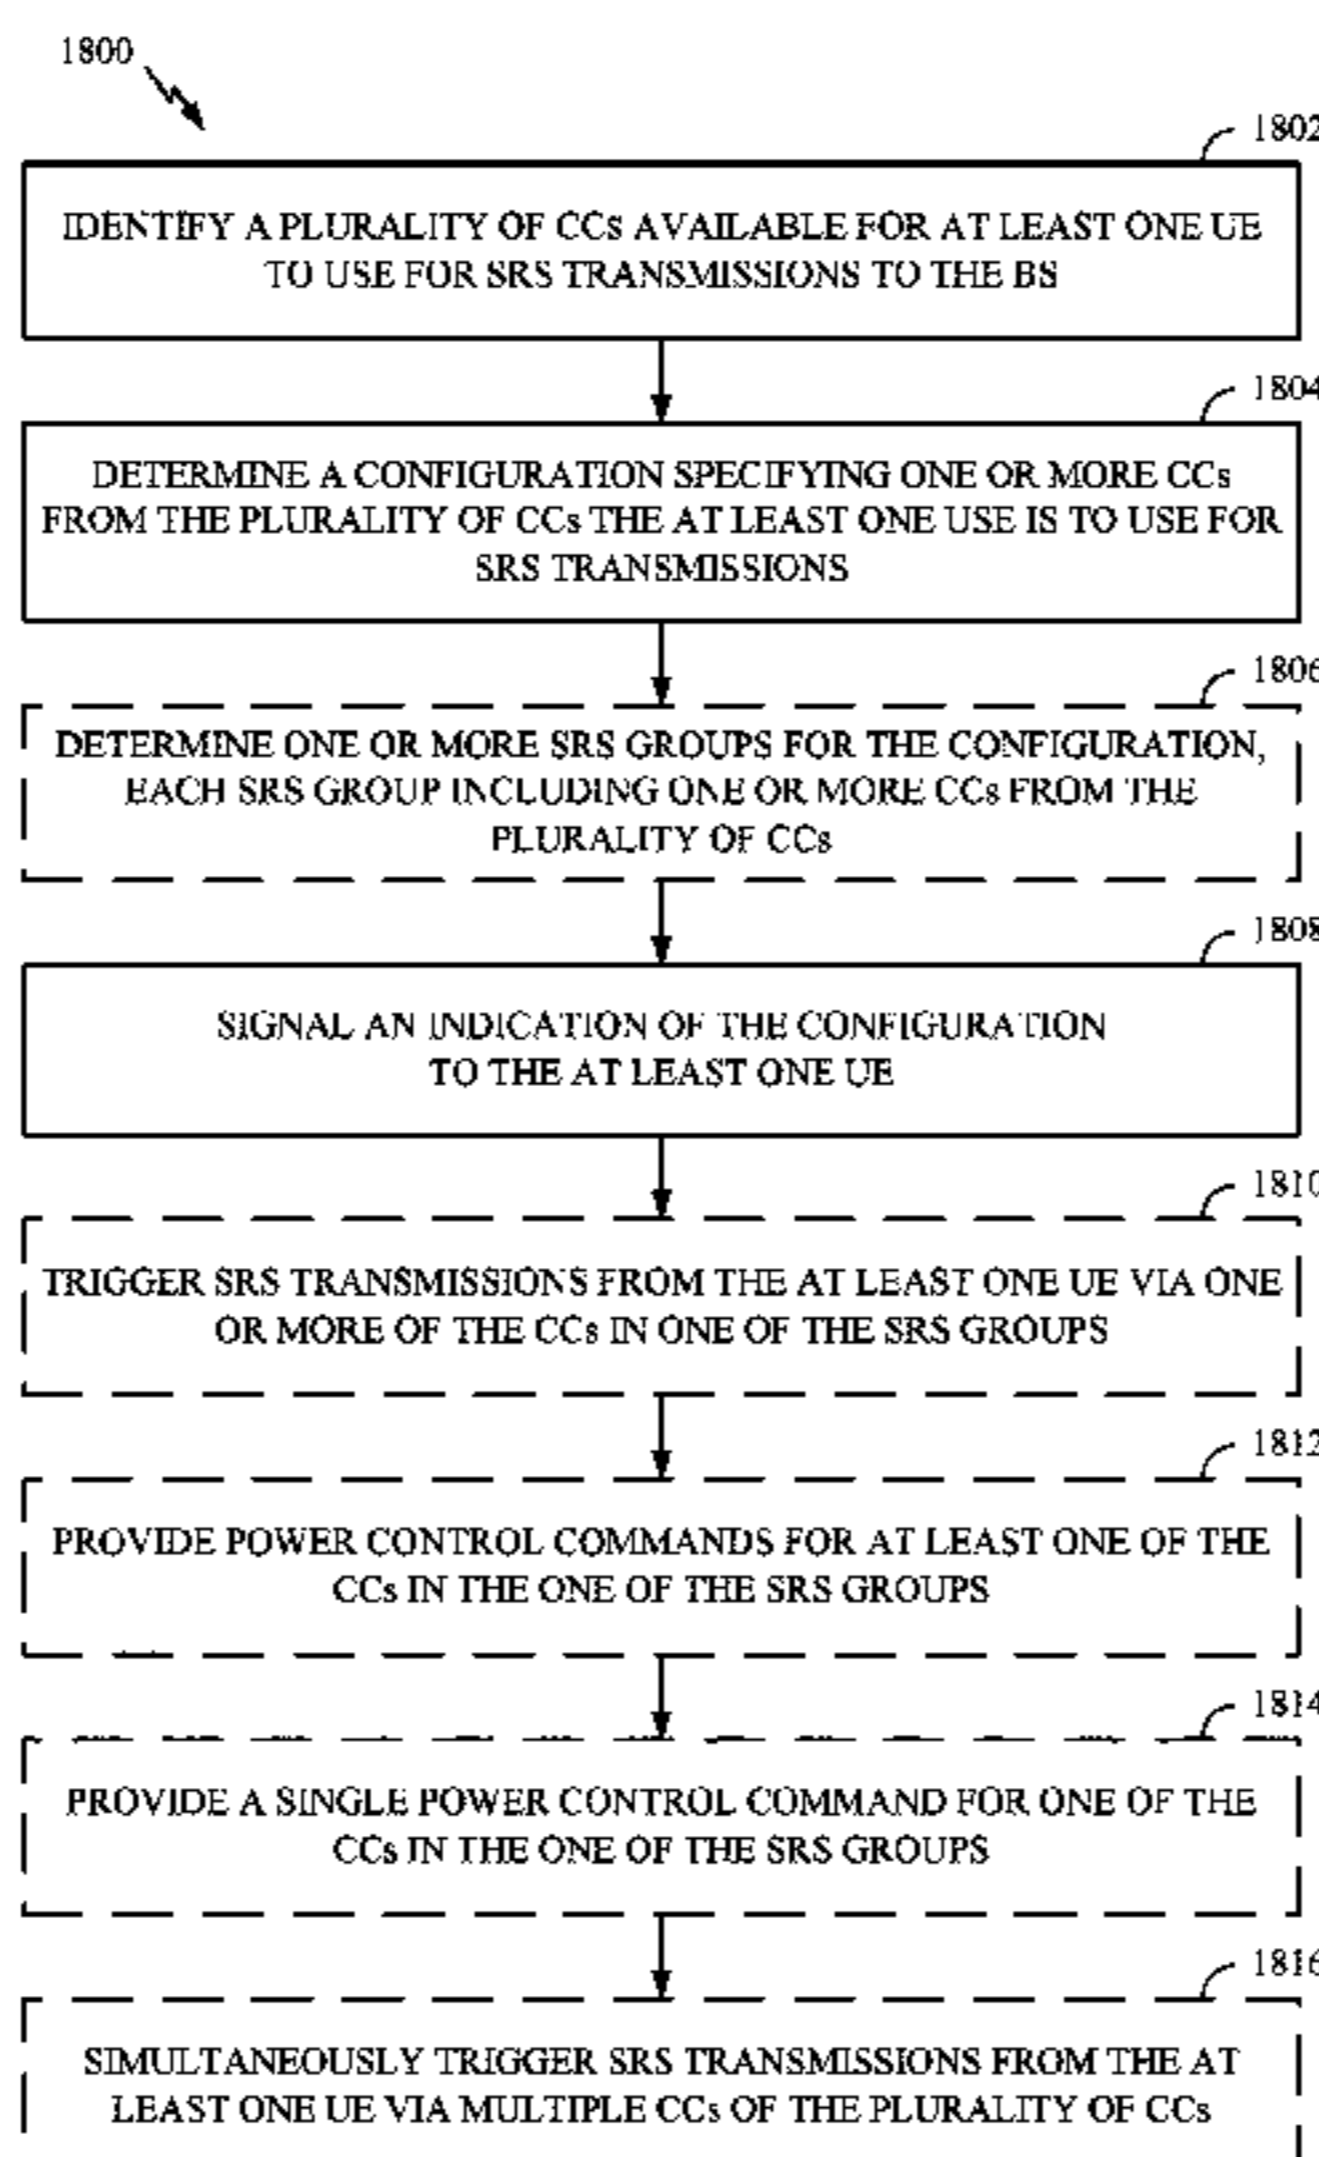 1800
1802
IDENTIFY A PLURALITY OF CCs AVAILABLE FOR AT LEAST ONE UE
TO USE FOR SRS TRANSMISSIONS TO THE BS
1804
DETERMINE A CONFIGURATION SPECIFYING ONE OR MORE CCs
FROM THE PLURALITY OF CCs THE AT LEAST ONE USE IS TO USE FOR
SRS TRANSMISSIONS
1806
DETERMINE ONE OR MORE SRS GROUPS FOR THE CONFIGURATION,
EACH SRS GROUP INCLUDING ONE OR MORE CCs FROM THE
PLURALITY OF CCs
1808
SIGNAL AN INDICATION OF THE CONFIGURATION
TO THE AT LEAST ONE UE
1810
TRIGGER SRS TRANSMISSIONS FROM THE AT LEAST ONE UE VIA ONE
OR MORE OF THE CCs IN ONE OF THE SRS GROUPS
1812
PROVIDE POWER CONTROL COMMANDS FOR AT LEAST ONE OF THE
CCs IN THE ONE OF THE SRS GROUPS
1814
PROVIDE A SINGLE POWER CONTROL COMMAND FOR ONE OF THE
CCs IN THE ONE OF THE SRS GROUPS
1816
SIMULTANEOUSLY TRIGGER SRS TRANSMISSIONS FROM THE AT
LEAST ONE UE VIA MULTIPLE CCs OF THE PLURALITY OF CCs